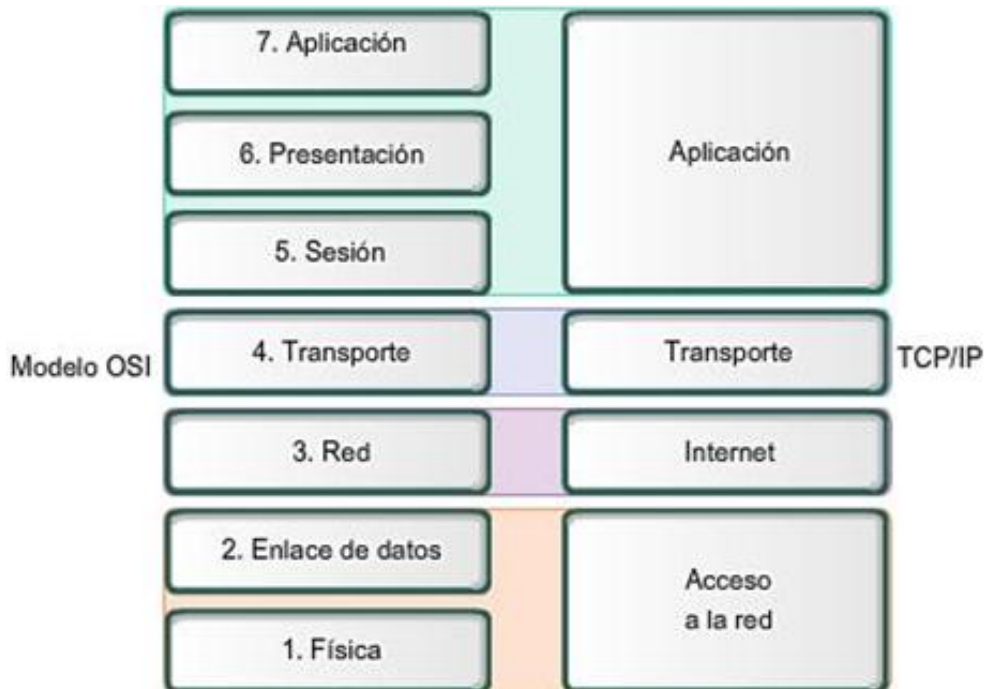 7. Aplicación
6. Presentación
5. Sesión
Aplicación
Modelo OSI
4. Transporte
Transporte
TCP/IP
3. Red
Internet
2. Enlace de datos
1. Física
Acceso
a la red